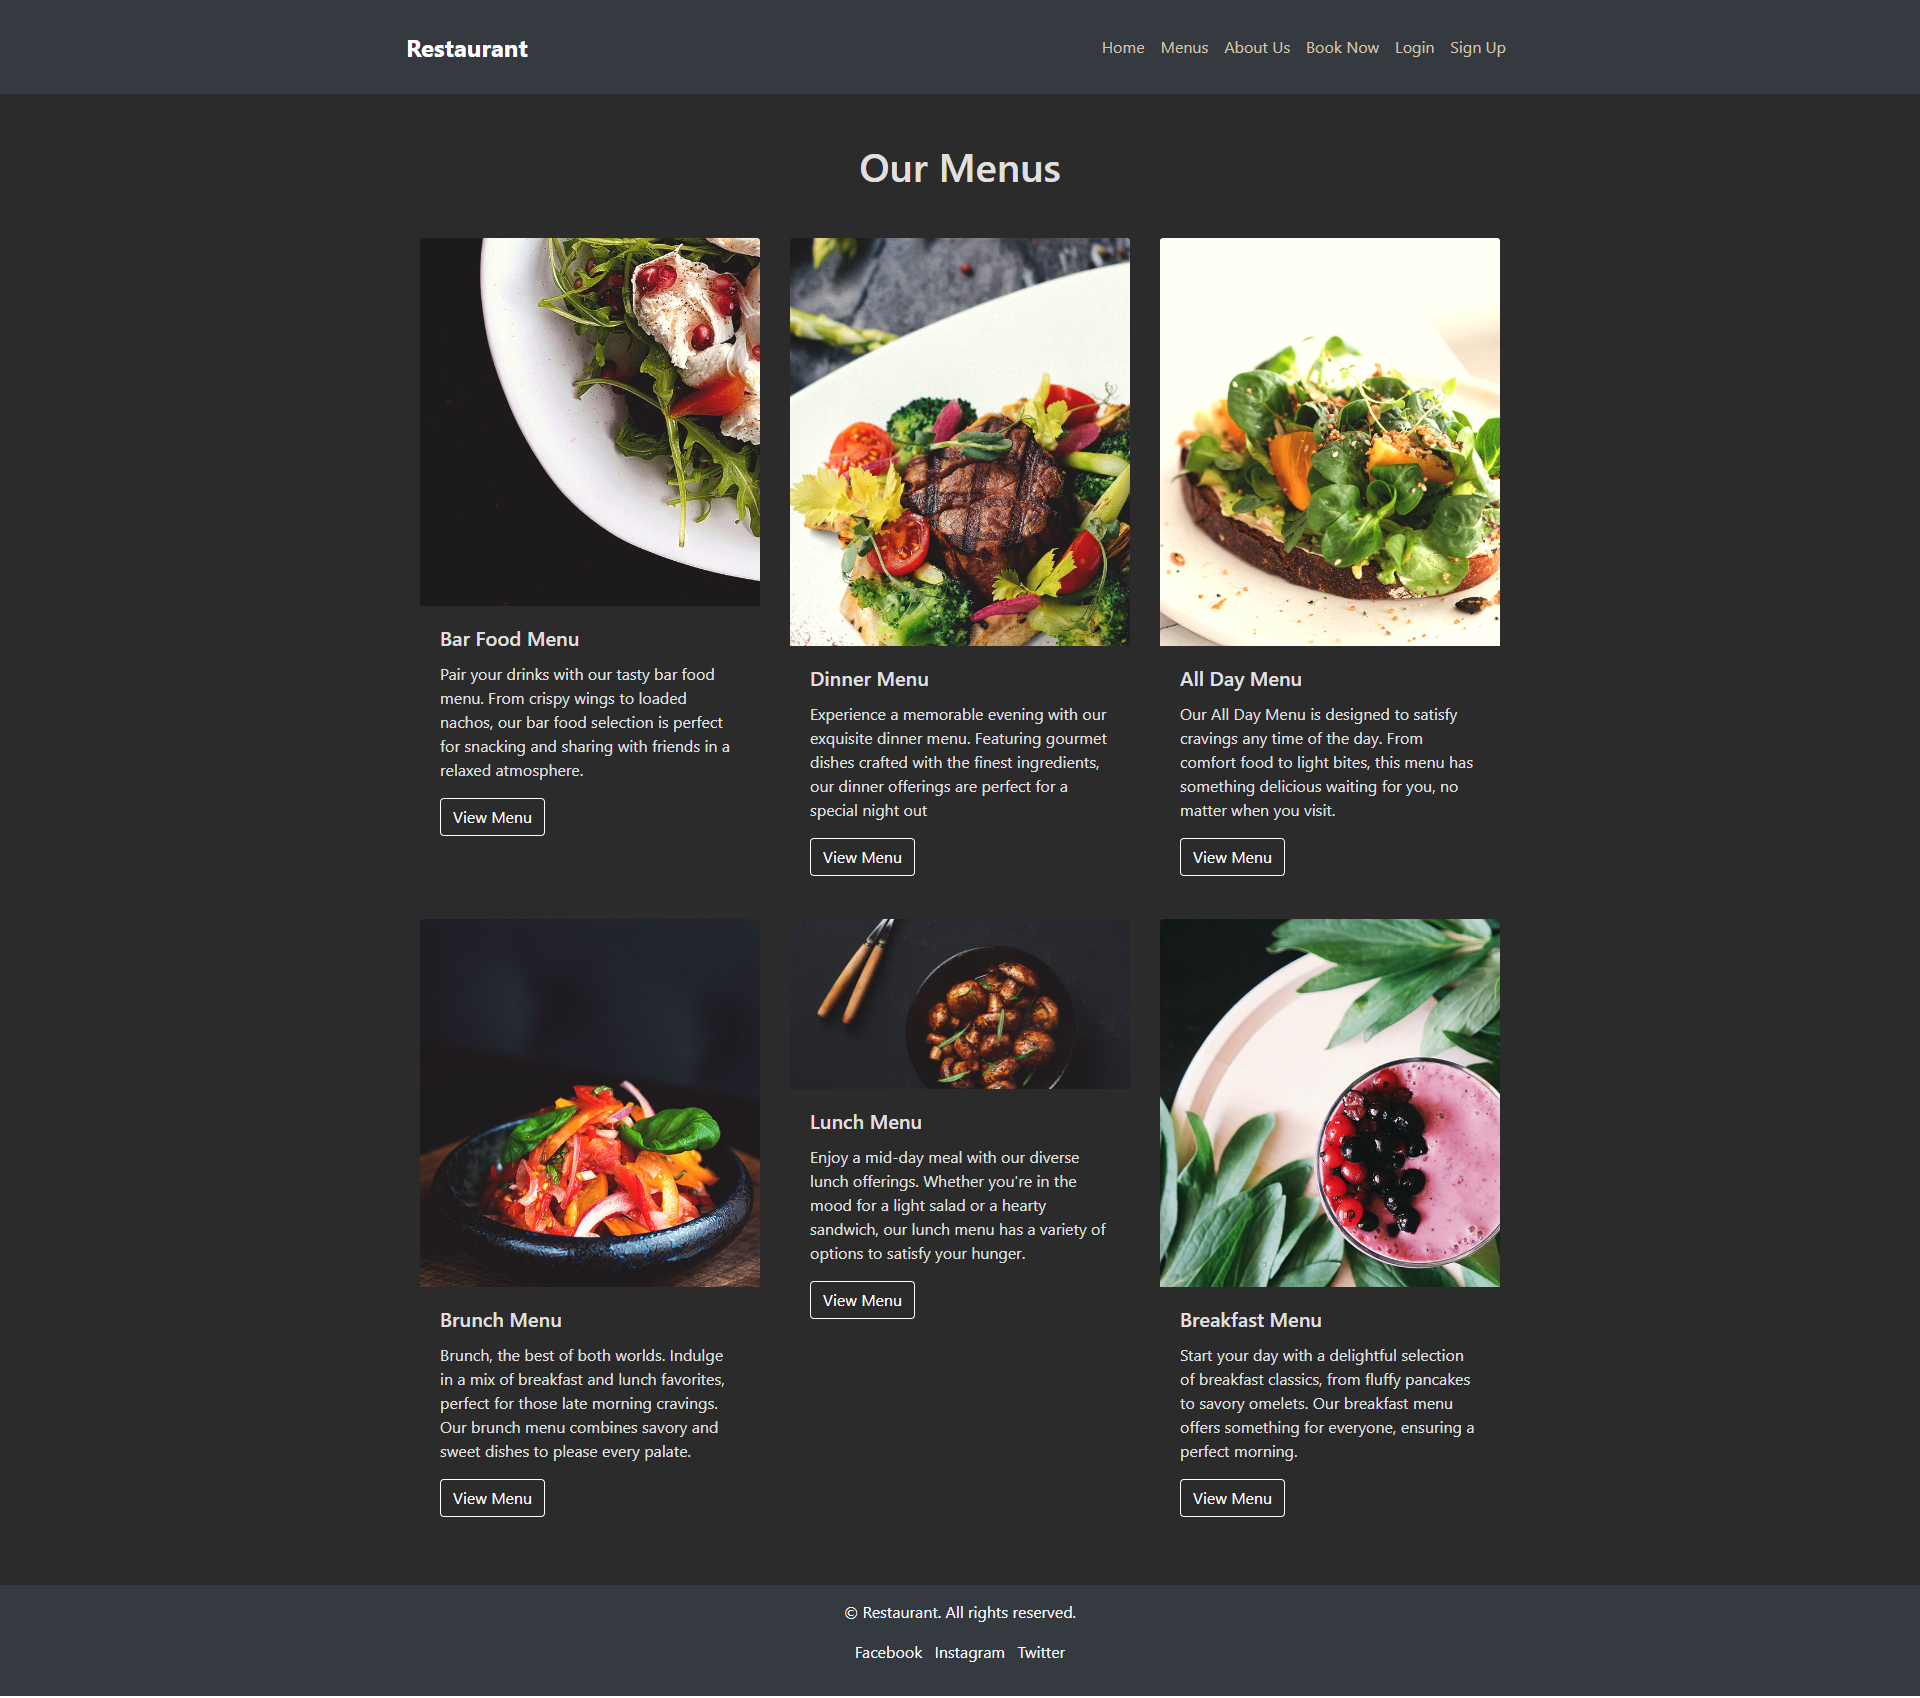 Restaurant
Home Menus About Us Book Now Login Sign Up
Our Menus
Bar Food Menu
Pair your drinks with our tasty bar food
menu. From crispy wings to loaded
nachos, our bar food selection is perfect
for snacking and sharing with friends in a
relaxed atmosphere.
View Menu
Dinner Menu
Experience a memorable evening with our
exquisite dinner menu. Featuring gourmet
dishes crafted with the finest ingredients,
our dinner offerings are perfect for a
special night out
View Menu
All Day Menu
Our All Day Menu is designed to satisfy
cravings any time of the day. From
comfort food to light bites, this menu has
something delicious waiting for you, no
matter when you visit.
View Menu
Brunch Menu
Brunch, the best of both worlds. Indulge
in a mix of breakfast and lunch favorites,
perfect for those late morning cravings.
Our brunch menu combines savory and
sweet dishes to please every palate.
View Menu
Lunch Menu
Enjoy a mid-day meal with our diverse
lunch offerings. Whether you're in the
mood for a light salad or a hearty
sandwich, our lunch menu has a variety of
options to satisfy your hunger.
View Menu
Breakfast Menu
Start your day with a delightful selection
of breakfast classics, from fluffy pancakes
to savory omelets. Our breakfast menu
offers something for everyone, ensuring a
perfect morning.
View Menu
© Restaurant. All rights reserved.
Facebook Instagram Twitter